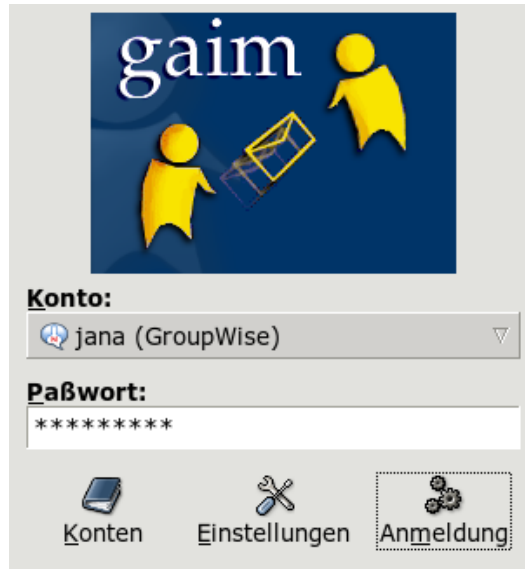 gaim
Konto:
jana (GroupWise)
Paßwort:
*********
Konten Einstellungen Anmeldung